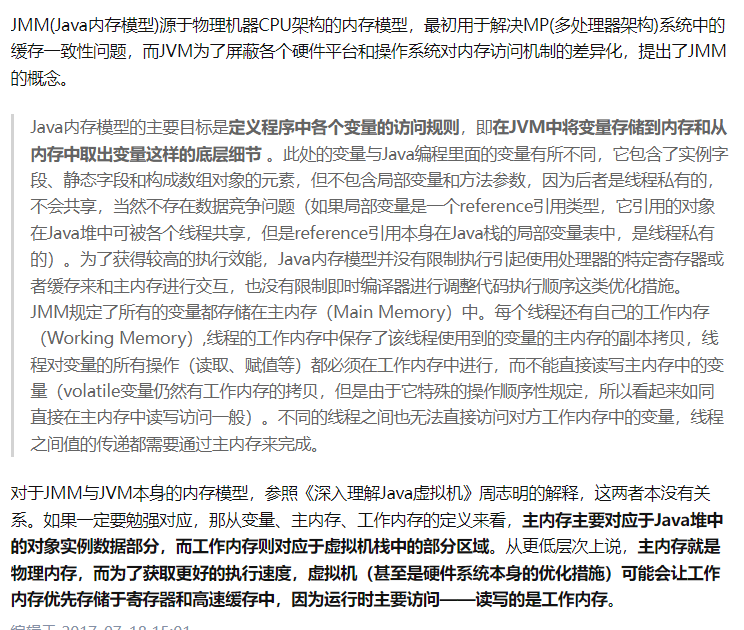 JMM(Java内存模型)源于物理机器CPU架构的内存模型，最初用于解决MP(多处理器架构)系统中的
缓存一致性问题，而JVM为了屏蔽各个硬件平台和操作系统对内存访问机制的差异化，提出了JMM
的概念。
Java内存模型的主要目标是定义程序中各个变量的访问规则，即在JVM中将变量存储到内存和从
内存中取出变量这样的底层细节 。此处的变量与Java编程里面的变量有所不同，它包含了实例字
段、静态字段和构成数组对象的元素，但不包含局部变量和方法参数，因为后者是线程私有的，
不会共享，当然不存在数据竞争问题（如果局部变量是一个reference引用类型，它引用的对象
在Java堆中可被各个线程共享，但是reference引用本身在Java栈的局部变量表中，是线程私有
的）。为了获得较高的执行效能，Java内存模型并没有限制执行引起使用处理器的特定寄存器或
者缓存来和主内存进行交互，也没有限制即时编译器进行调整代码执行顺序这类优化措施。
JMM规定了所有的变量都存储在主内存（Main Memory）中。每个线程还有自己的工作内存
（Working Memory）,线程的工作内存中保存了该线程使用到的变量的主内存的副本拷贝，线
程对变量的所有操作（读取、赋值等）都必须在工作内存中进行，而不能直接读写主内存中的变
量（volatile变量仍然有工作内存的拷贝，但是由于它特殊的操作顺序性规定，所以看起来如同
直接在主内存中读写访问一般）。不同的线程之间也无法直接访问对方工作内存中的变量，线程
之间值的传递都需要通过主内存来完成。
对于JMM与JVM本身的内存模型，参照《深入理解Java虚拟机》周志明的解释，这两者本没有关
系。如果一定要勉强对应，那从变量、主内存、工作内存的定义来看，主内存主要对应于Java堆中
的对象实例数据部分，而工作内存则对应于虚拟机栈中的部分区域。从更低层次上说，主内存就是
物理内存，而为了获取更好的执行速度，虚拟机（甚至是硬件系统本身的优化措施）可能会让工作
内存优先存储于寄存器和高速缓存中，因为运行时主要访问——读写的是工作内存。
编辑于 2017-07-18 15:01